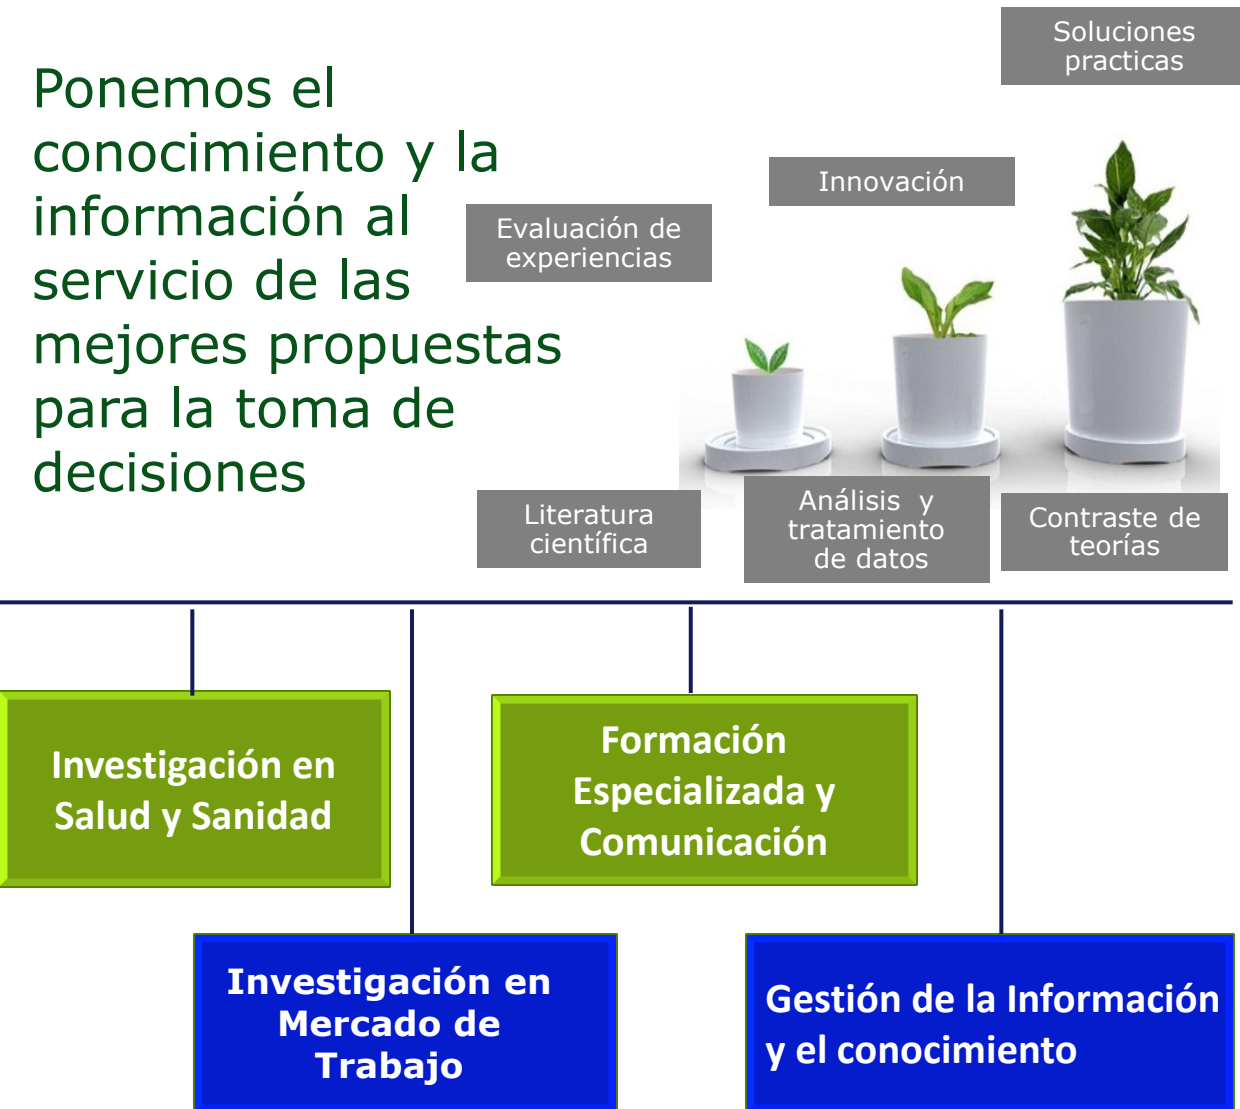 Ponemos el
conocimiento y la
información al
servicio de las
mejores propuestas
para la toma de
decisiones
Soluciones
practicas
Innovación
Evaluación de
experiencias
Literatura
científica
Análisis y
tratamiento
de datos
Contraste de
teorías
Investigación en
Salud y Sanidad
Formación
Especializada y
Comunicación
Investigación en
Mercado de
Trabajo
Gestión de la Información
y el conocimiento